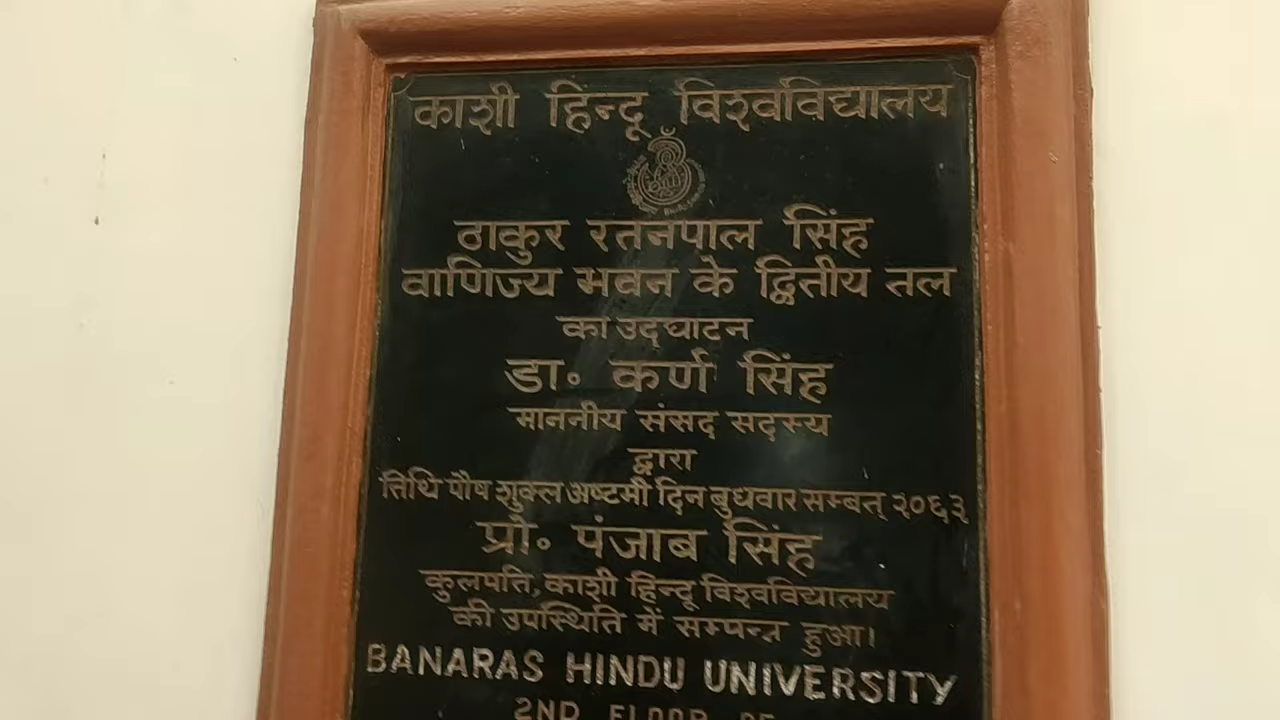 काशी हिन्दू विश्वविद्यालय
ठाकुर रतनपाल सिंह
वाणिज्य भवन के द्वितीय तल
का उद्घाटन
डा॰ कर्ण सिंह
माननीय संसद सदस्य
द्वारा
तिथि पौष शुक्ल अष्टमी दिन बुधवार सम्बत् २०६३
प्रो॰ पंजाब सिंह
कुलपति, काशी हिन्दू विश्वविद्यालय
की उपस्थिति में सम्पन्न हुआ।
BANARAS HINDU UNIVERSITY
2ND FLOOR OF